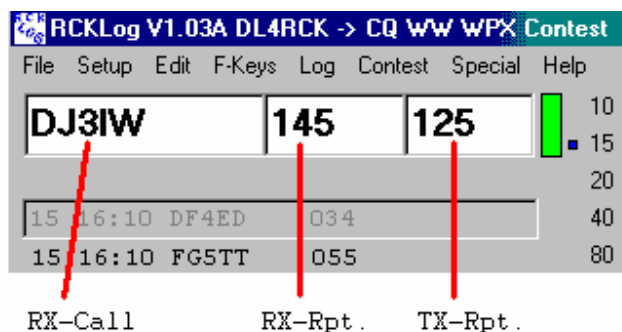 RCK Log RCKLog V1.03A DL4RCK -> CQ WW WPX Contest
File Setup Edit F-Keys Log Contest Special Help
DJ3IW 145 125
10
15
20
15 16:10 DF4ED 034 40
15 16:10 FG5TT 055 80
RX-Call RX-Rpt. TX-Rpt.